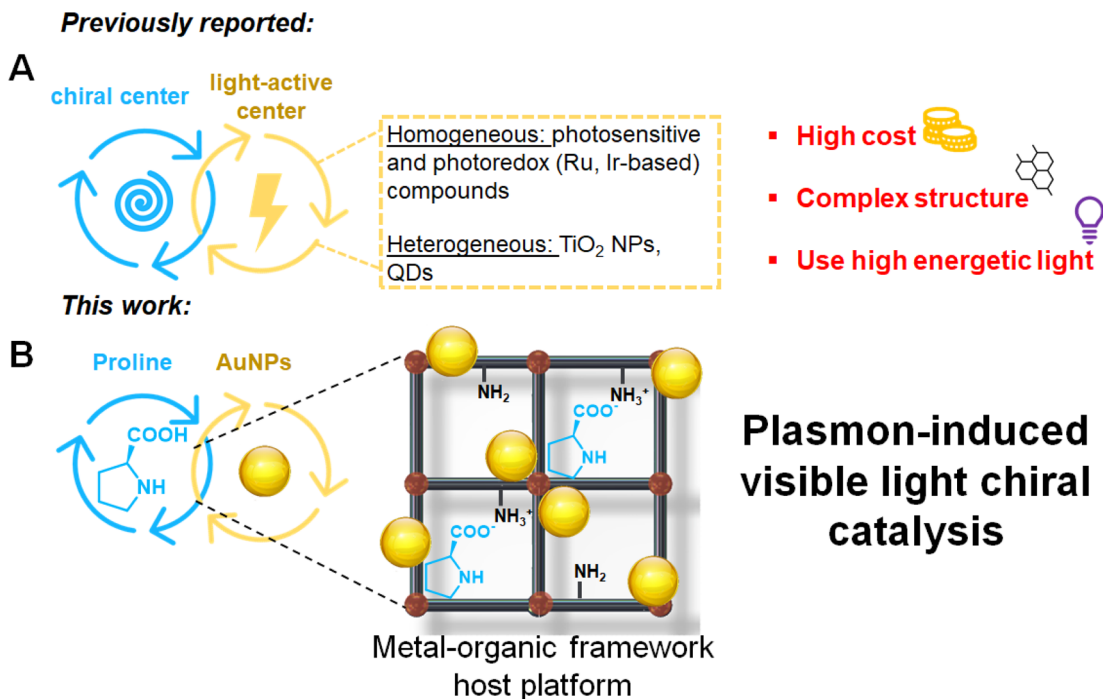 Previously reported:
A
chiral center
light-active
center
Homogeneous: photosensitive
and photoredox (Ru, Ir-based)
compounds
Heterogeneous: TiO₂ NPs,
QDs
▪ High cost
▪ Complex structure
▪ Use high energetic light
This work:
B
Proline
AuNPs
COOH
NH
NH₂
NH₃⁺
COO⁻
NH
NH₃⁺
COO⁻
NH
NH₂
Metal-organic framework
host platform
Plasmon-induced
visible light chiral
catalysis